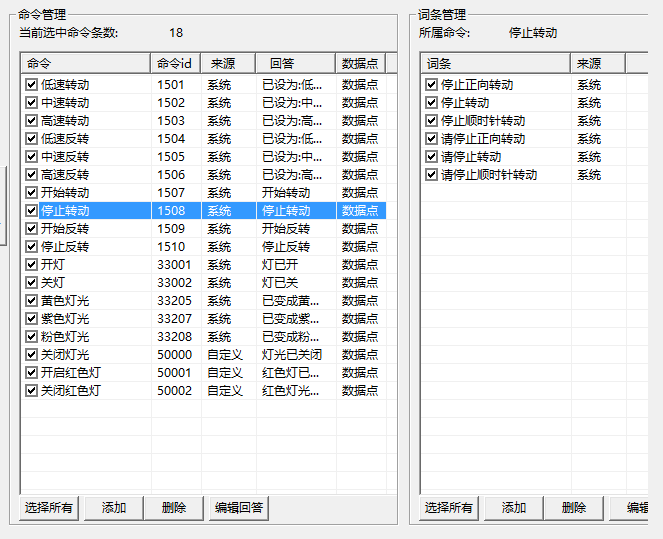 命令管理
当前选中命令条数: 18
命令 命令id 来源 回答 数据点
低速转动 1501 系统 已设为:低... 数据点
中速转动 1502 系统 已设为:中... 数据点
高速转动 1503 系统 已设为:高... 数据点
低速反转 1504 系统 已设为:低... 数据点
中速反转 1505 系统 已设为:中... 数据点
高速反转 1506 系统 已设为:高... 数据点
开始转动 1507 系统 开始转动 数据点
停止转动 1508 系统 停止转动 数据点
开始反转 1509 系统 开始反转 数据点
停止反转 1510 系统 停止反转 数据点
开灯 33001 系统 灯已开 数据点
关灯 33002 系统 灯已关 数据点
黄色灯光 33205 系统 已变成黄... 数据点
紫色灯光 33207 系统 已变成紫... 数据点
粉色灯光 33208 系统 已变成粉... 数据点
关闭灯光 50000 自定义 灯光已关闭 数据点
开启红色灯 50001 自定义 红色灯已... 数据点
关闭红色灯 50002 自定义 红色灯光... 数据点
选择所有 添加 删除 编辑回答
词条管理
所属命令: 停止转动
词条 来源
停止正向转动 系统
停止转动 系统
停止顺时针转动 系统
请停止正向转动 系统
请停止转动 系统
请停止顺时针转动 系统
选择所有 添加 删除 编辑